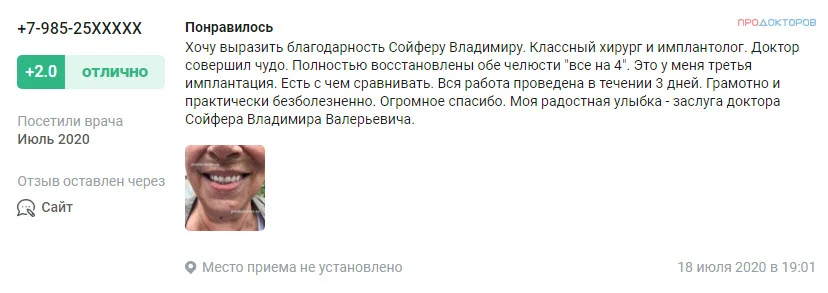 +7-985-25XXXXX
+2.0 отлично
Посетили врача
Июль 2020
Отзыв оставлен через
Сайт
ПРОДОКТОРОВ
Понравилось
Хочу выразить благодарность Сойферу Владимиру. Классный хирург и имплантолог. Доктор
совершил чудо. Полностью восстановлены обе челюсти "все на 4". Это у меня третья
имплантация. Есть с чем сравнивать. Вся работа проведена в течении 3 дней. Грамотно и
практически безболезненно. Огромное спасибо. Моя радостная улыбка - заслуга доктора
Сойфера Владимира Валерьевича.
Место приема не установлено
18 июля 2020 в 19:01